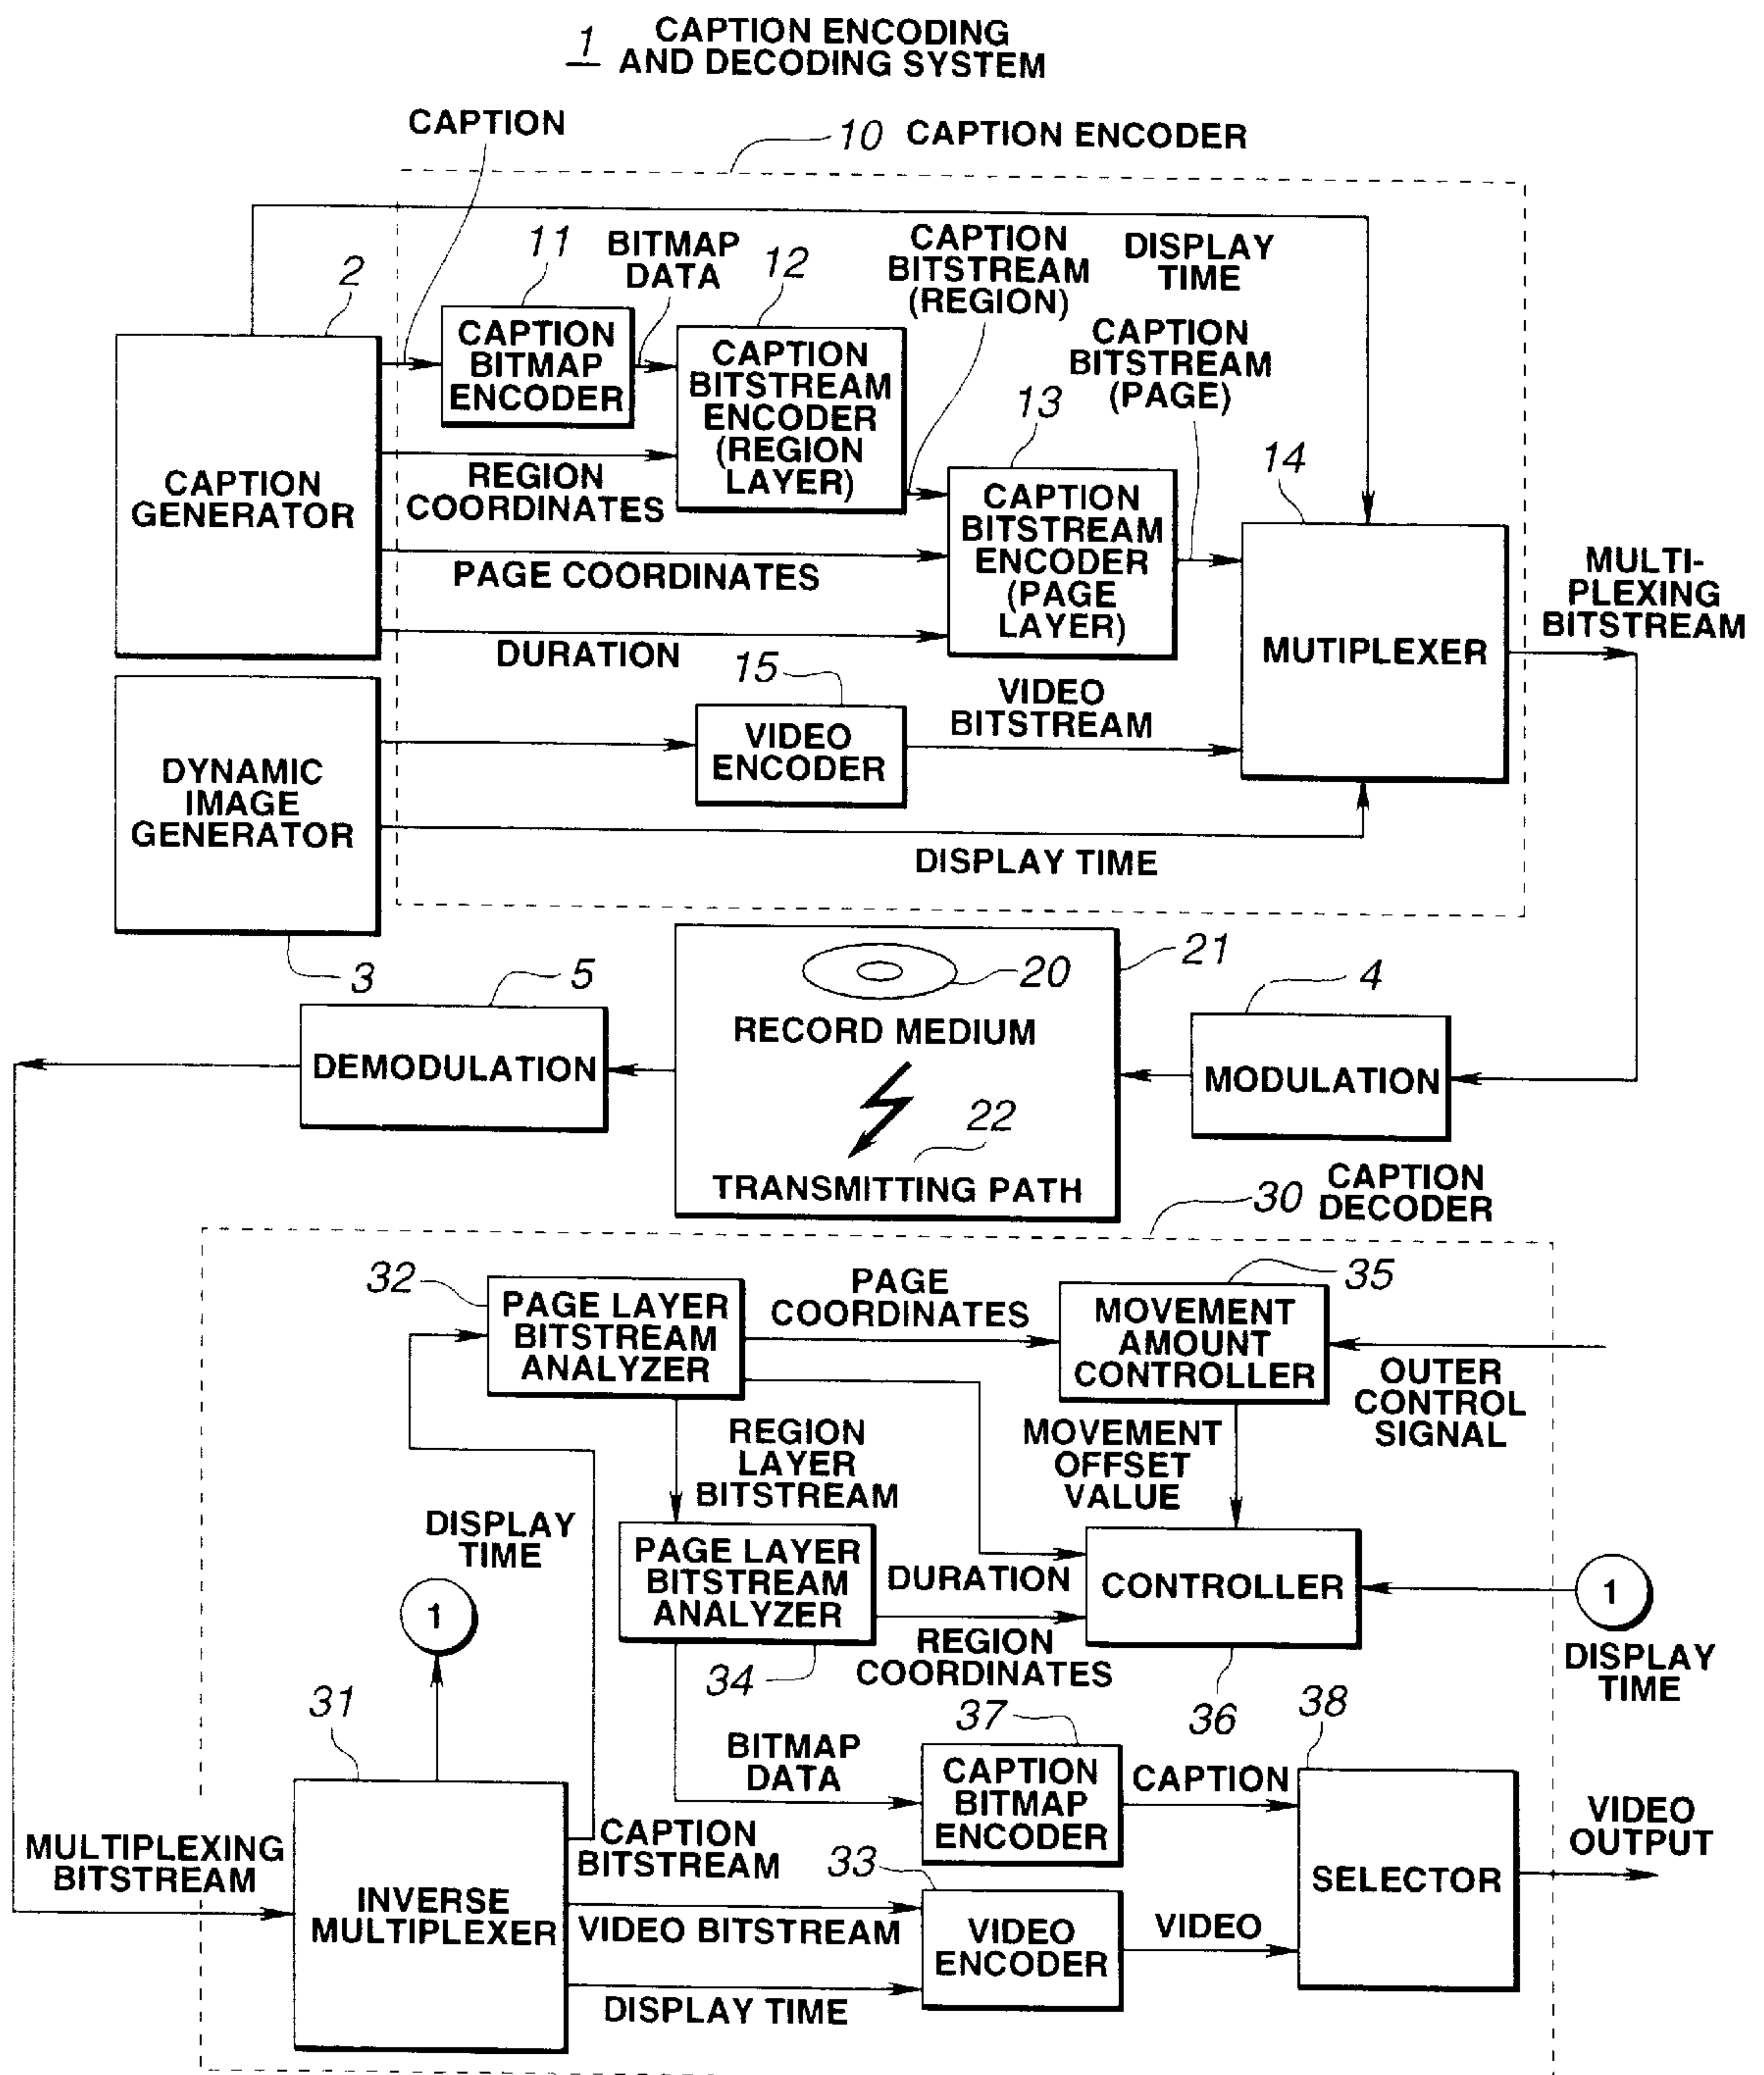 1
CAPTION ENCODING
AND DECODING SYSTEM
CAPTION
10
CAPTION ENCODER
2
11
BITMAP
DATA
12
CAPTION
BITSTREAM
(REGION)
DISPLAY
TIME
CAPTION
BITMAP
ENCODER
CAPTION
BITSTREAM
ENCODER
(REGION
LAYER)
CAPTION
BITSTREAM
(PAGE)
13
14
CAPTION
GENERATOR
REGION
COORDINATES
CAPTION
BITSTREAM
ENCODER
(PAGE
LAYER)
PAGE COORDINATES
DURATION
MUTIPLEXER
MULTI-
PLEXING
BITSTREAM
15
VIDEO
ENCODER
VIDEO
BITSTREAM
DYNAMIC
IMAGE
GENERATOR
DISPLAY TIME
3
5
20
21
4
RECORD MEDIUM
DEMODULATION
MODULATION
22
TRANSMITTING PATH
30
CAPTION
DECODER
32
PAGE LAYER
BITSTREAM
ANALYZER
PAGE
COORDINATES
35
MOVEMENT
AMOUNT
CONTROLLER
OUTER
CONTROL
SIGNAL
REGION
LAYER
BITSTREAM
MOVEMENT
OFFSET
VALUE
DISPLAY
TIME
1
PAGE LAYER
BITSTREAM
ANALYZER
DURATION
CONTROLLER
1
DISPLAY
TIME
REGION
COORDINATES
34
36
31
37
38
BITMAP
DATA
CAPTION
BITMAP
ENCODER
CAPTION
VIDEO
OUTPUT
MULTIPLEXING
BITSTREAM
CAPTION
BITSTREAM
33
SELECTOR
INVERSE
MULTIPLEXER
VIDEO BITSTREAM
VIDEO
ENCODER
VIDEO
DISPLAY TIME